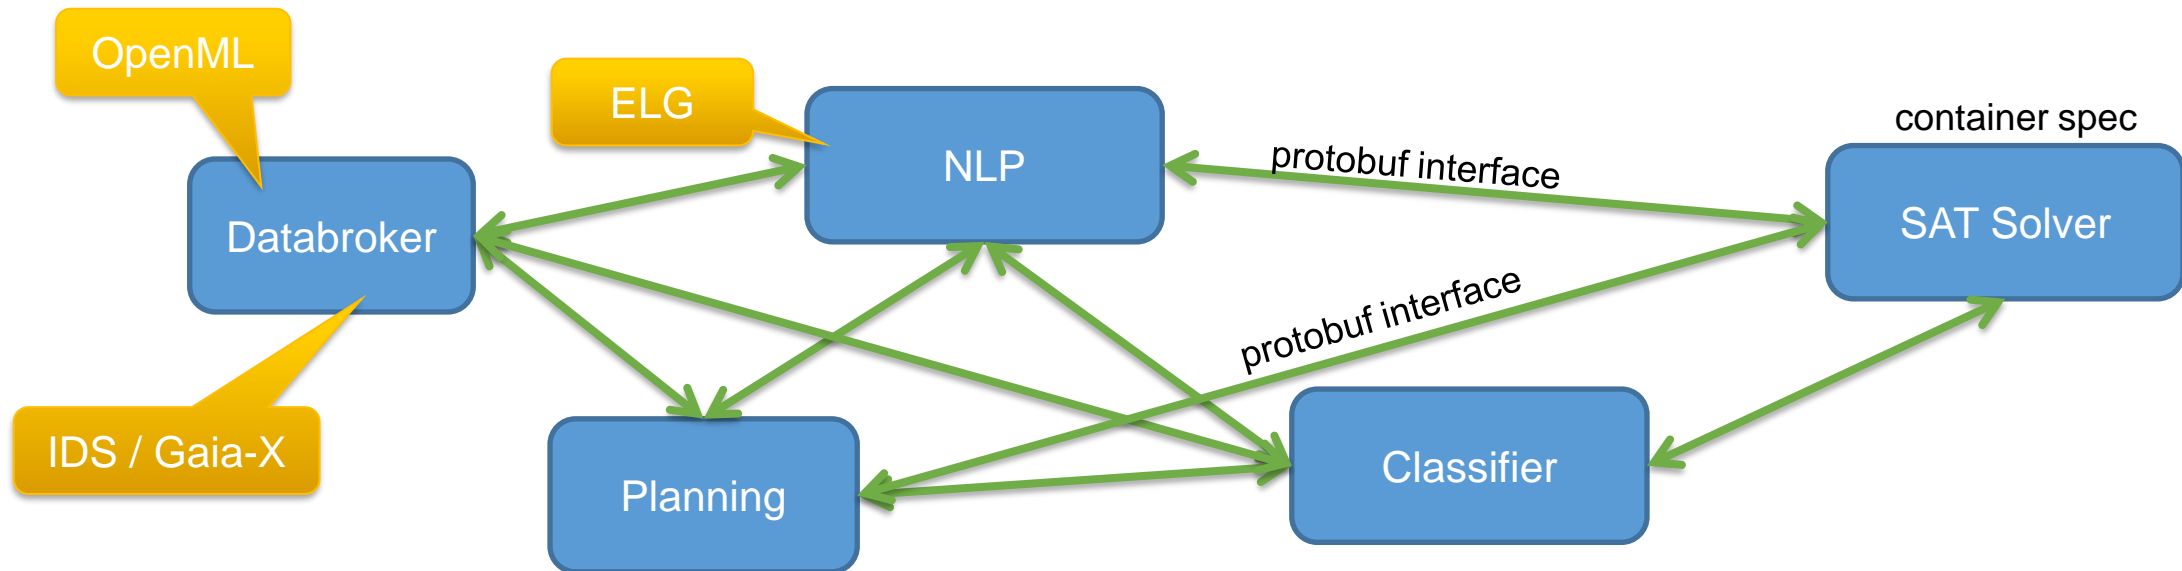 OpenML
ELG
NLP
container spec
protobuf interface
Databroker
SAT Solver
protobuf interface
IDS / Gaia-X
Planning
Classifier